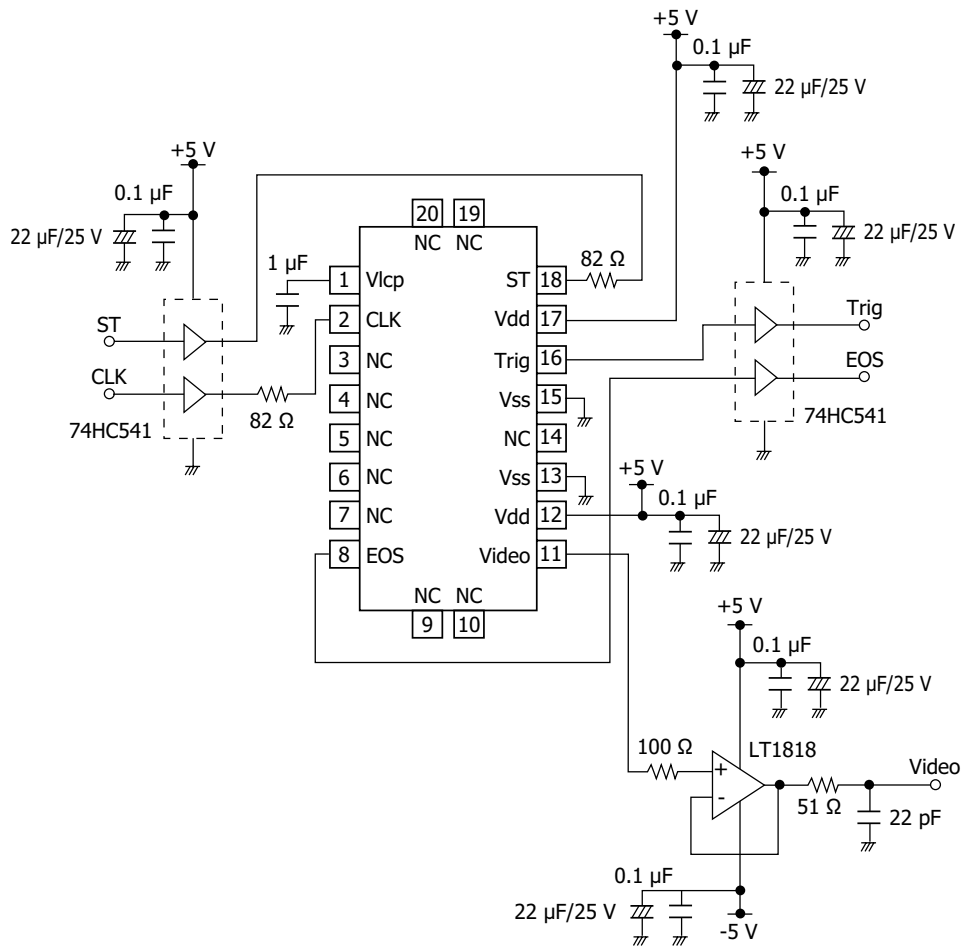 +5 V
0.1 µF
22 µF/25 V
+5 V
0.1 µF
22 µF/25 V
+5 V
0.1 µF
22 µF/25 V
20
19
NC
NC
1 µF
1
Vlcp
ST
18
82 Ω
ST
2
CLK
Vdd
17
Trig
3
NC
Trig
16
CLK
4
NC
Vss
15
EOS
74HC541
82 Ω
5
NC
NC
14
74HC541
6
NC
Vss
13
+5 V
0.1 µF
7
NC
Vdd
12
22 µF/25 V
8
EOS
Video
11
NC
NC
9
10
+5 V
0.1 µF
22 µF/25 V
100 Ω
LT1818
+
-
Video
51 Ω
22 pF
0.1 µF
22 µF/25 V
-5 V